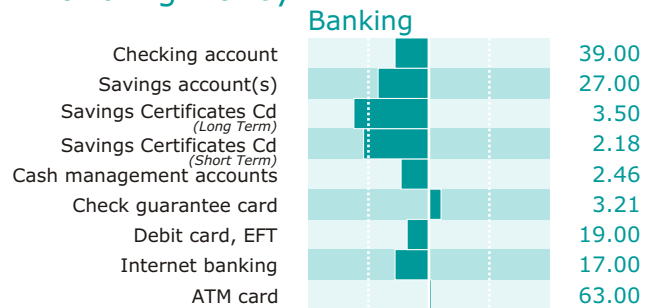 Banking
Checking account 39.00
Savings account(s) 27.00
Savings Certificates Cd 3.50
(Long Term)
Savings Certificates Cd 2.18
(Short Term)
Cash management accounts 2.46
Check guarantee card 3.21
Debit card, EFT 19.00
Internet banking 17.00
ATM card 63.00